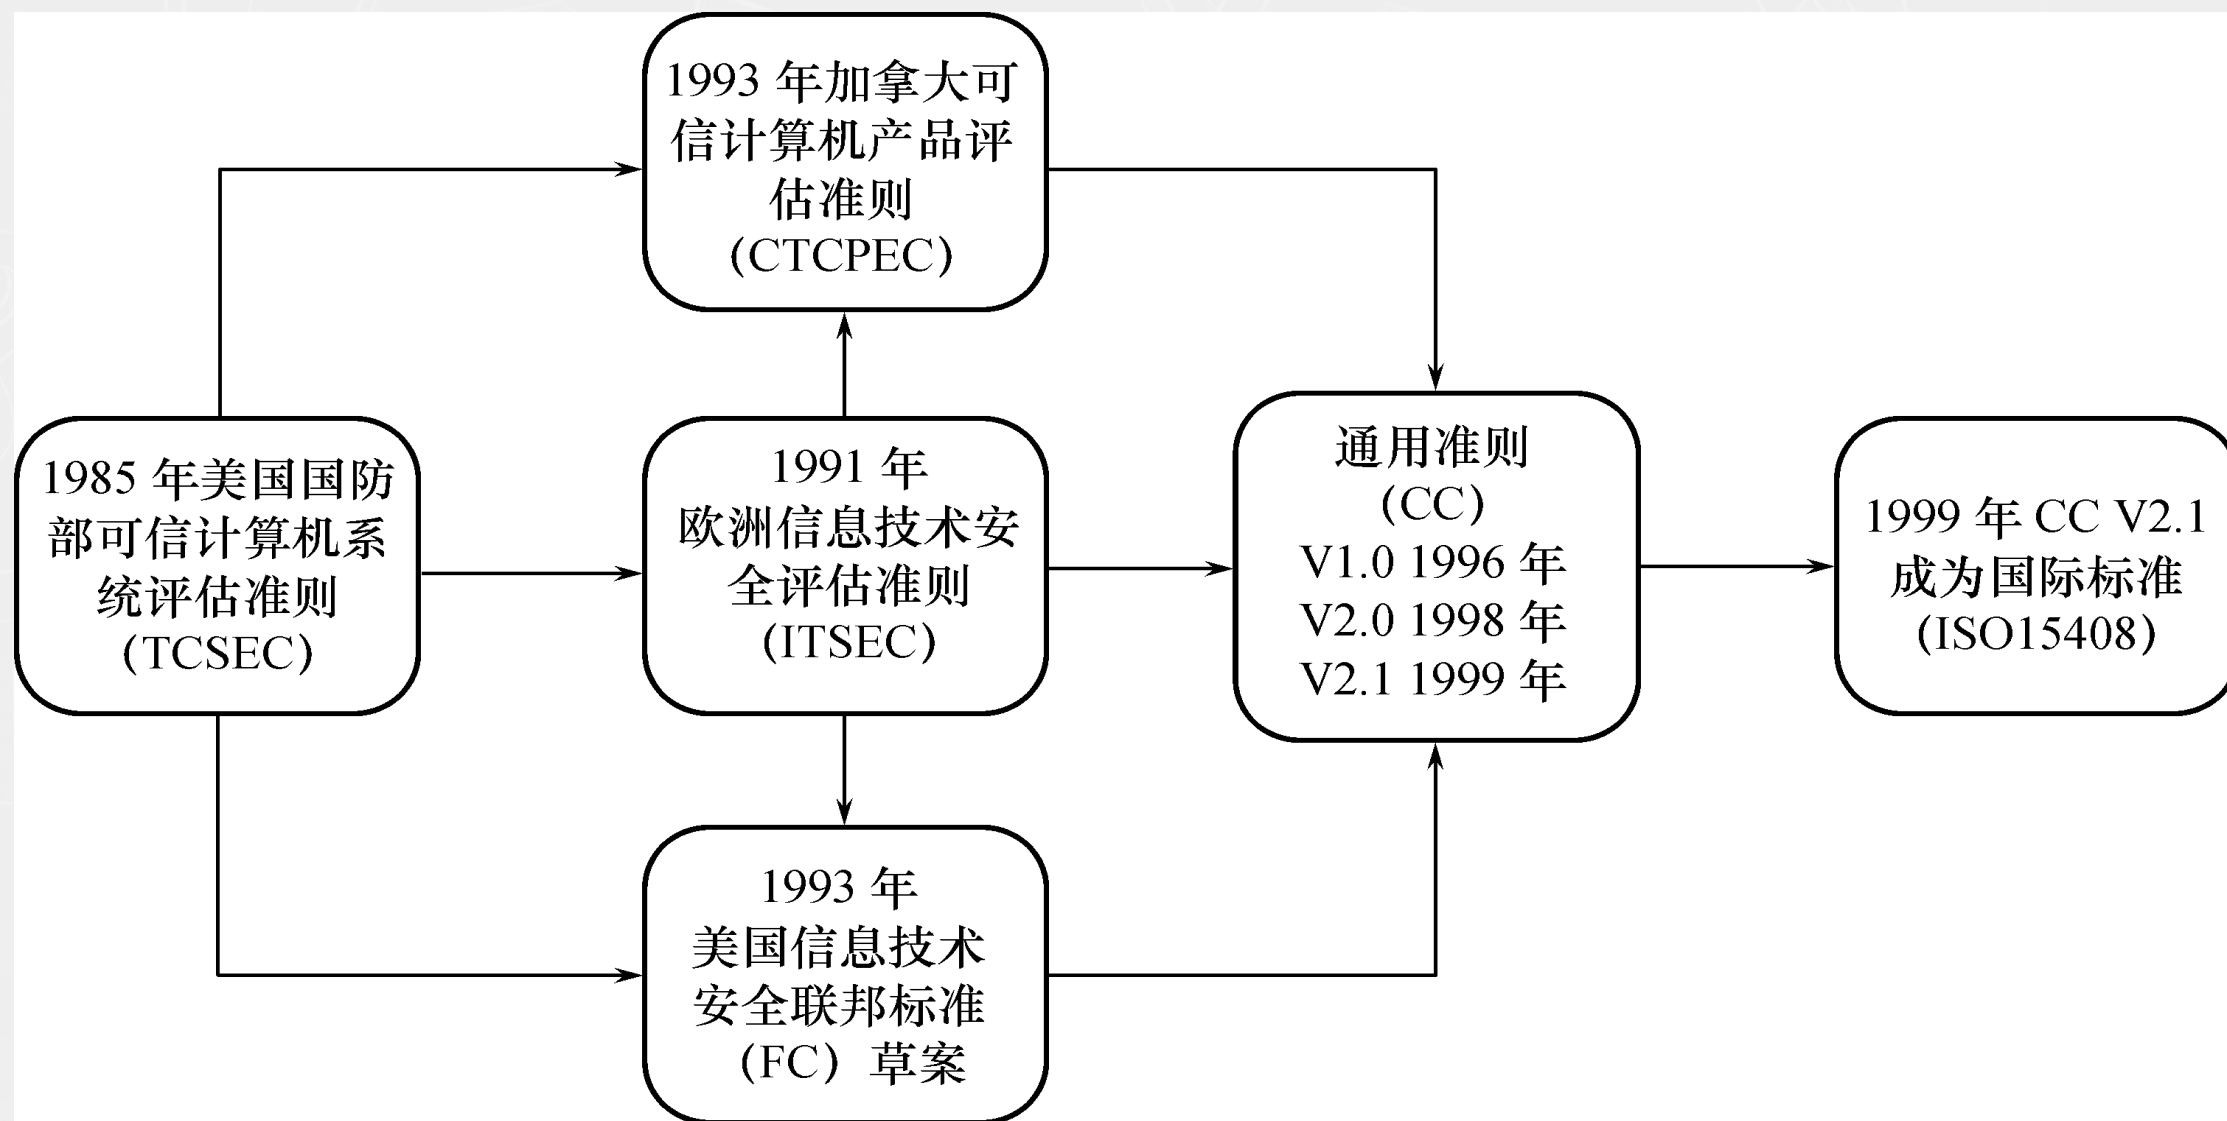 1993 年加拿大可
信计算机产品评
估准则
(CTCPEC)
1985 年美国国防
部可信计算机系
统评估准则
(TCSEC)
1991 年
欧洲信息技术安
全评估准则
(ITSEC)
通用准则
(CC)
V1.0 1996 年
V2.0 1998 年
V2.1 1999 年
1999 年 CC V2.1
成为国际标准
(ISO15408)
1993 年
美国信息技术
安全联邦标准
(FC) 草案